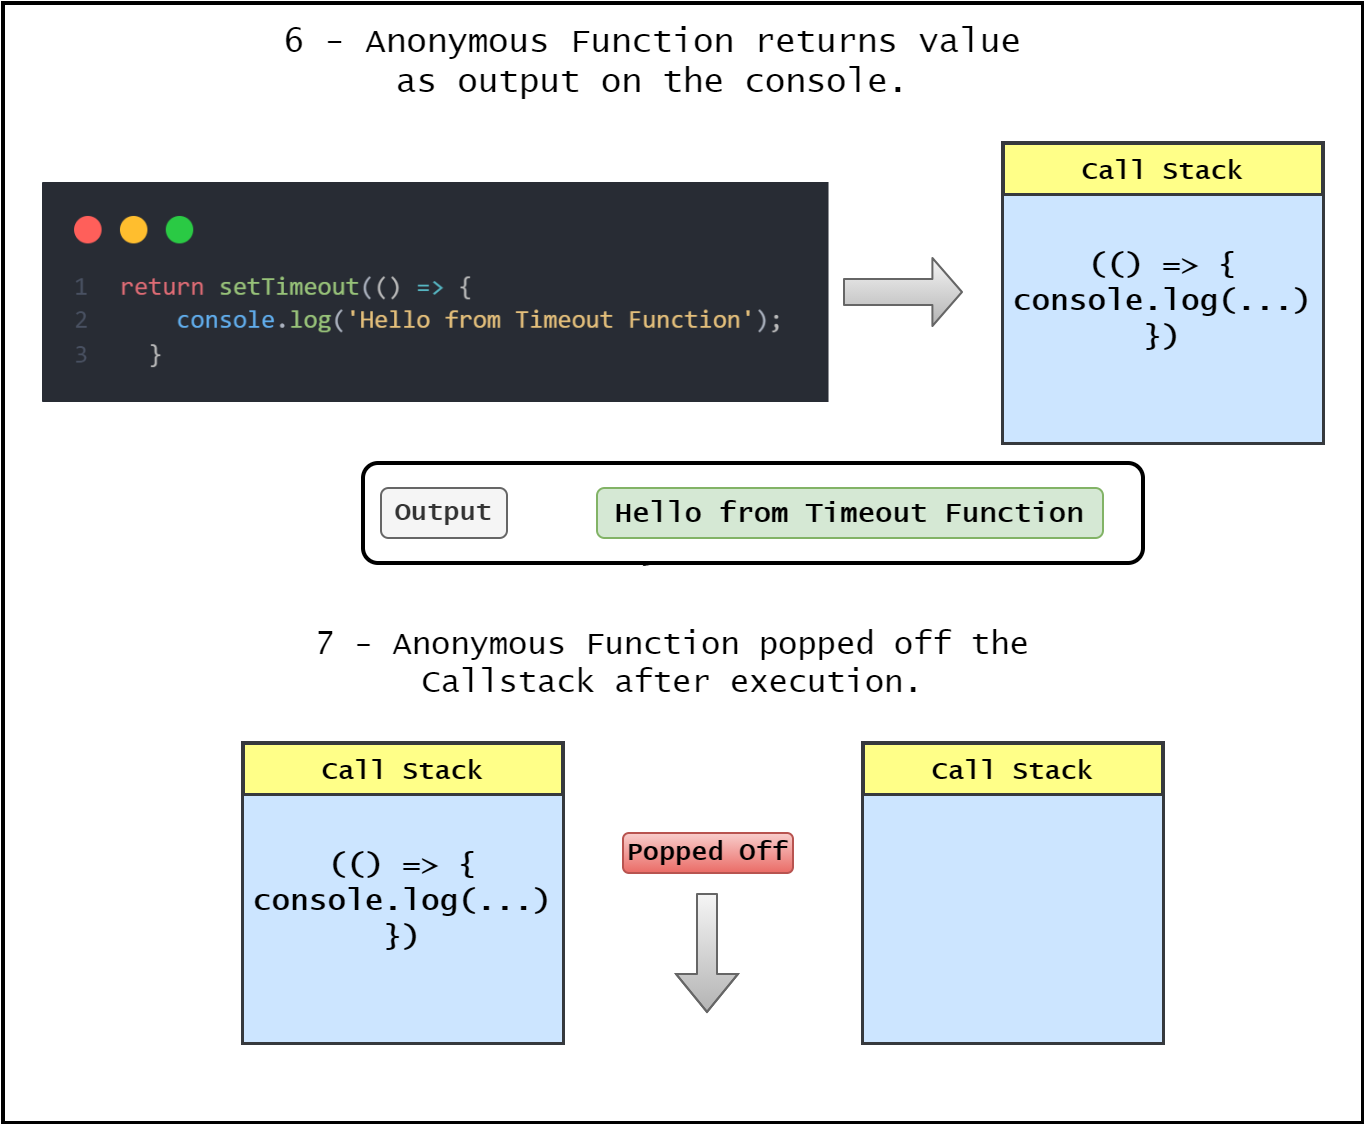 6 - Anonymous Function returns value
as output on the console.
Call Stack
1 return setTimeout(() => {
2 console.log('Hello from Timeout Function');
3 }
(() => {
console.log(...)
})
Output
Hello from Timeout Function
7 - Anonymous Function popped off the
Callstack after execution.
Call Stack
(() => {
console.log(...)
})
Popped Off
Call Stack